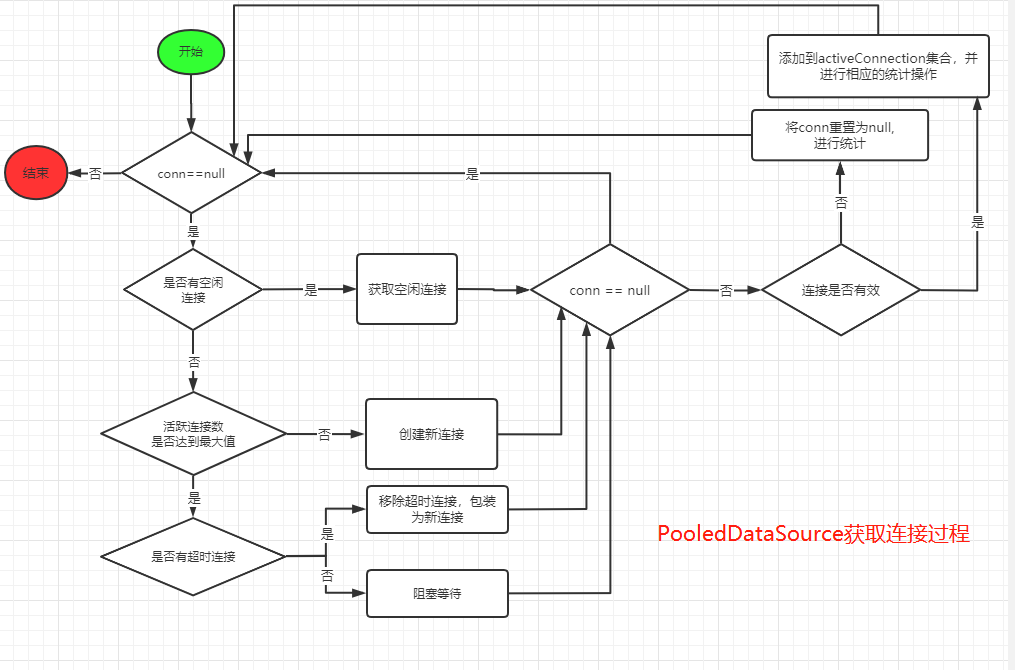 开始
添加到activeConnection集合，并
进行相应的统计操作
将conn重置为null,
进行统计
结束
否
conn==null
是
是
否
是
是否有空闲
连接
是
获取空闲连接
conn == null
否
连接是否有效
否
活跃连接数
是否达到最大值
否
创建新连接
是
移除超时连接，包装
为新连接
是
是否有超时连接
否
阻塞等待
PooledDataSource获取连接过程